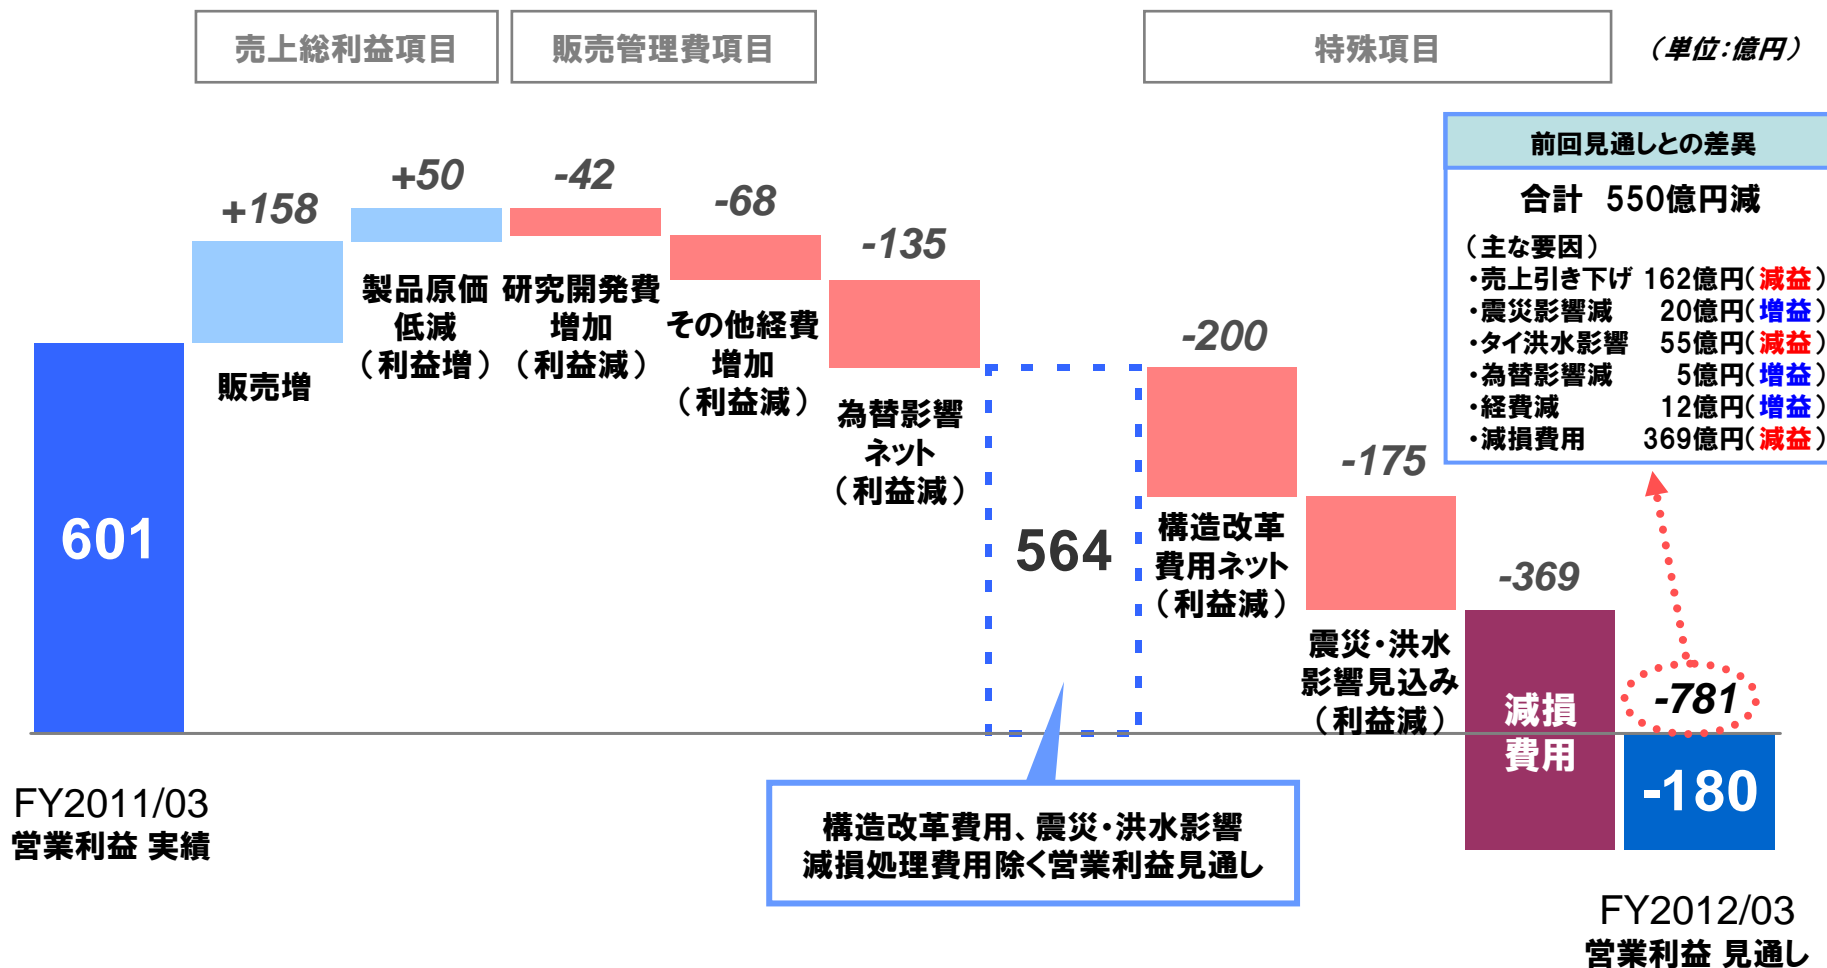 売上総利益項目
販売管理費項目
特殊項目
（単位：億円）
前回見通しとの差異
合計　550億円減
（主な要因）
・売上引き下げ 162億円（減益）
・震災影響減 20億円（増益）
・タイ洪水影響 55億円（減益）
・為替影響減 5億円（増益）
・経費減 12億円（増益）
・減損費用 369億円（減益）
+158
+50
-42
-68
-135
-200
-175
-369
-781
販売増
製品原価
低減
（利益増）
研究開発費
増加
（利益減）
その他経費
増加
（利益減）
為替影響
ネット
（利益減）
構造改革
費用ネット
（利益減）
震災・洪水
影響見込み
（利益減）
減損
費用
601
564
-180
構造改革費用、震災・洪水影響
減損処理費用除く営業利益見通し
FY2011/03
営業利益 実績
FY2012/03
営業利益 見通し